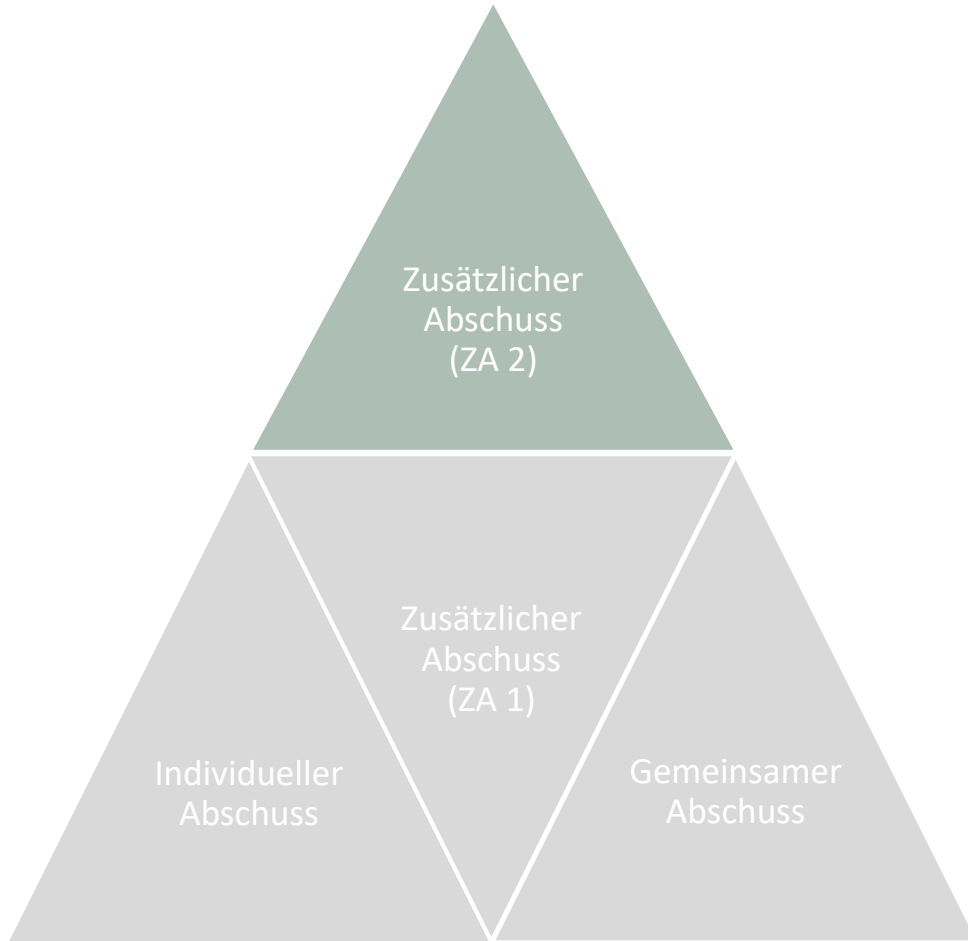 Zusätzlicher
Abschuss
(ZA 2)
Zusätzlicher
Abschuss
(ZA 1)
Individueller
Abschuss
Gemeinsamer
Abschuss